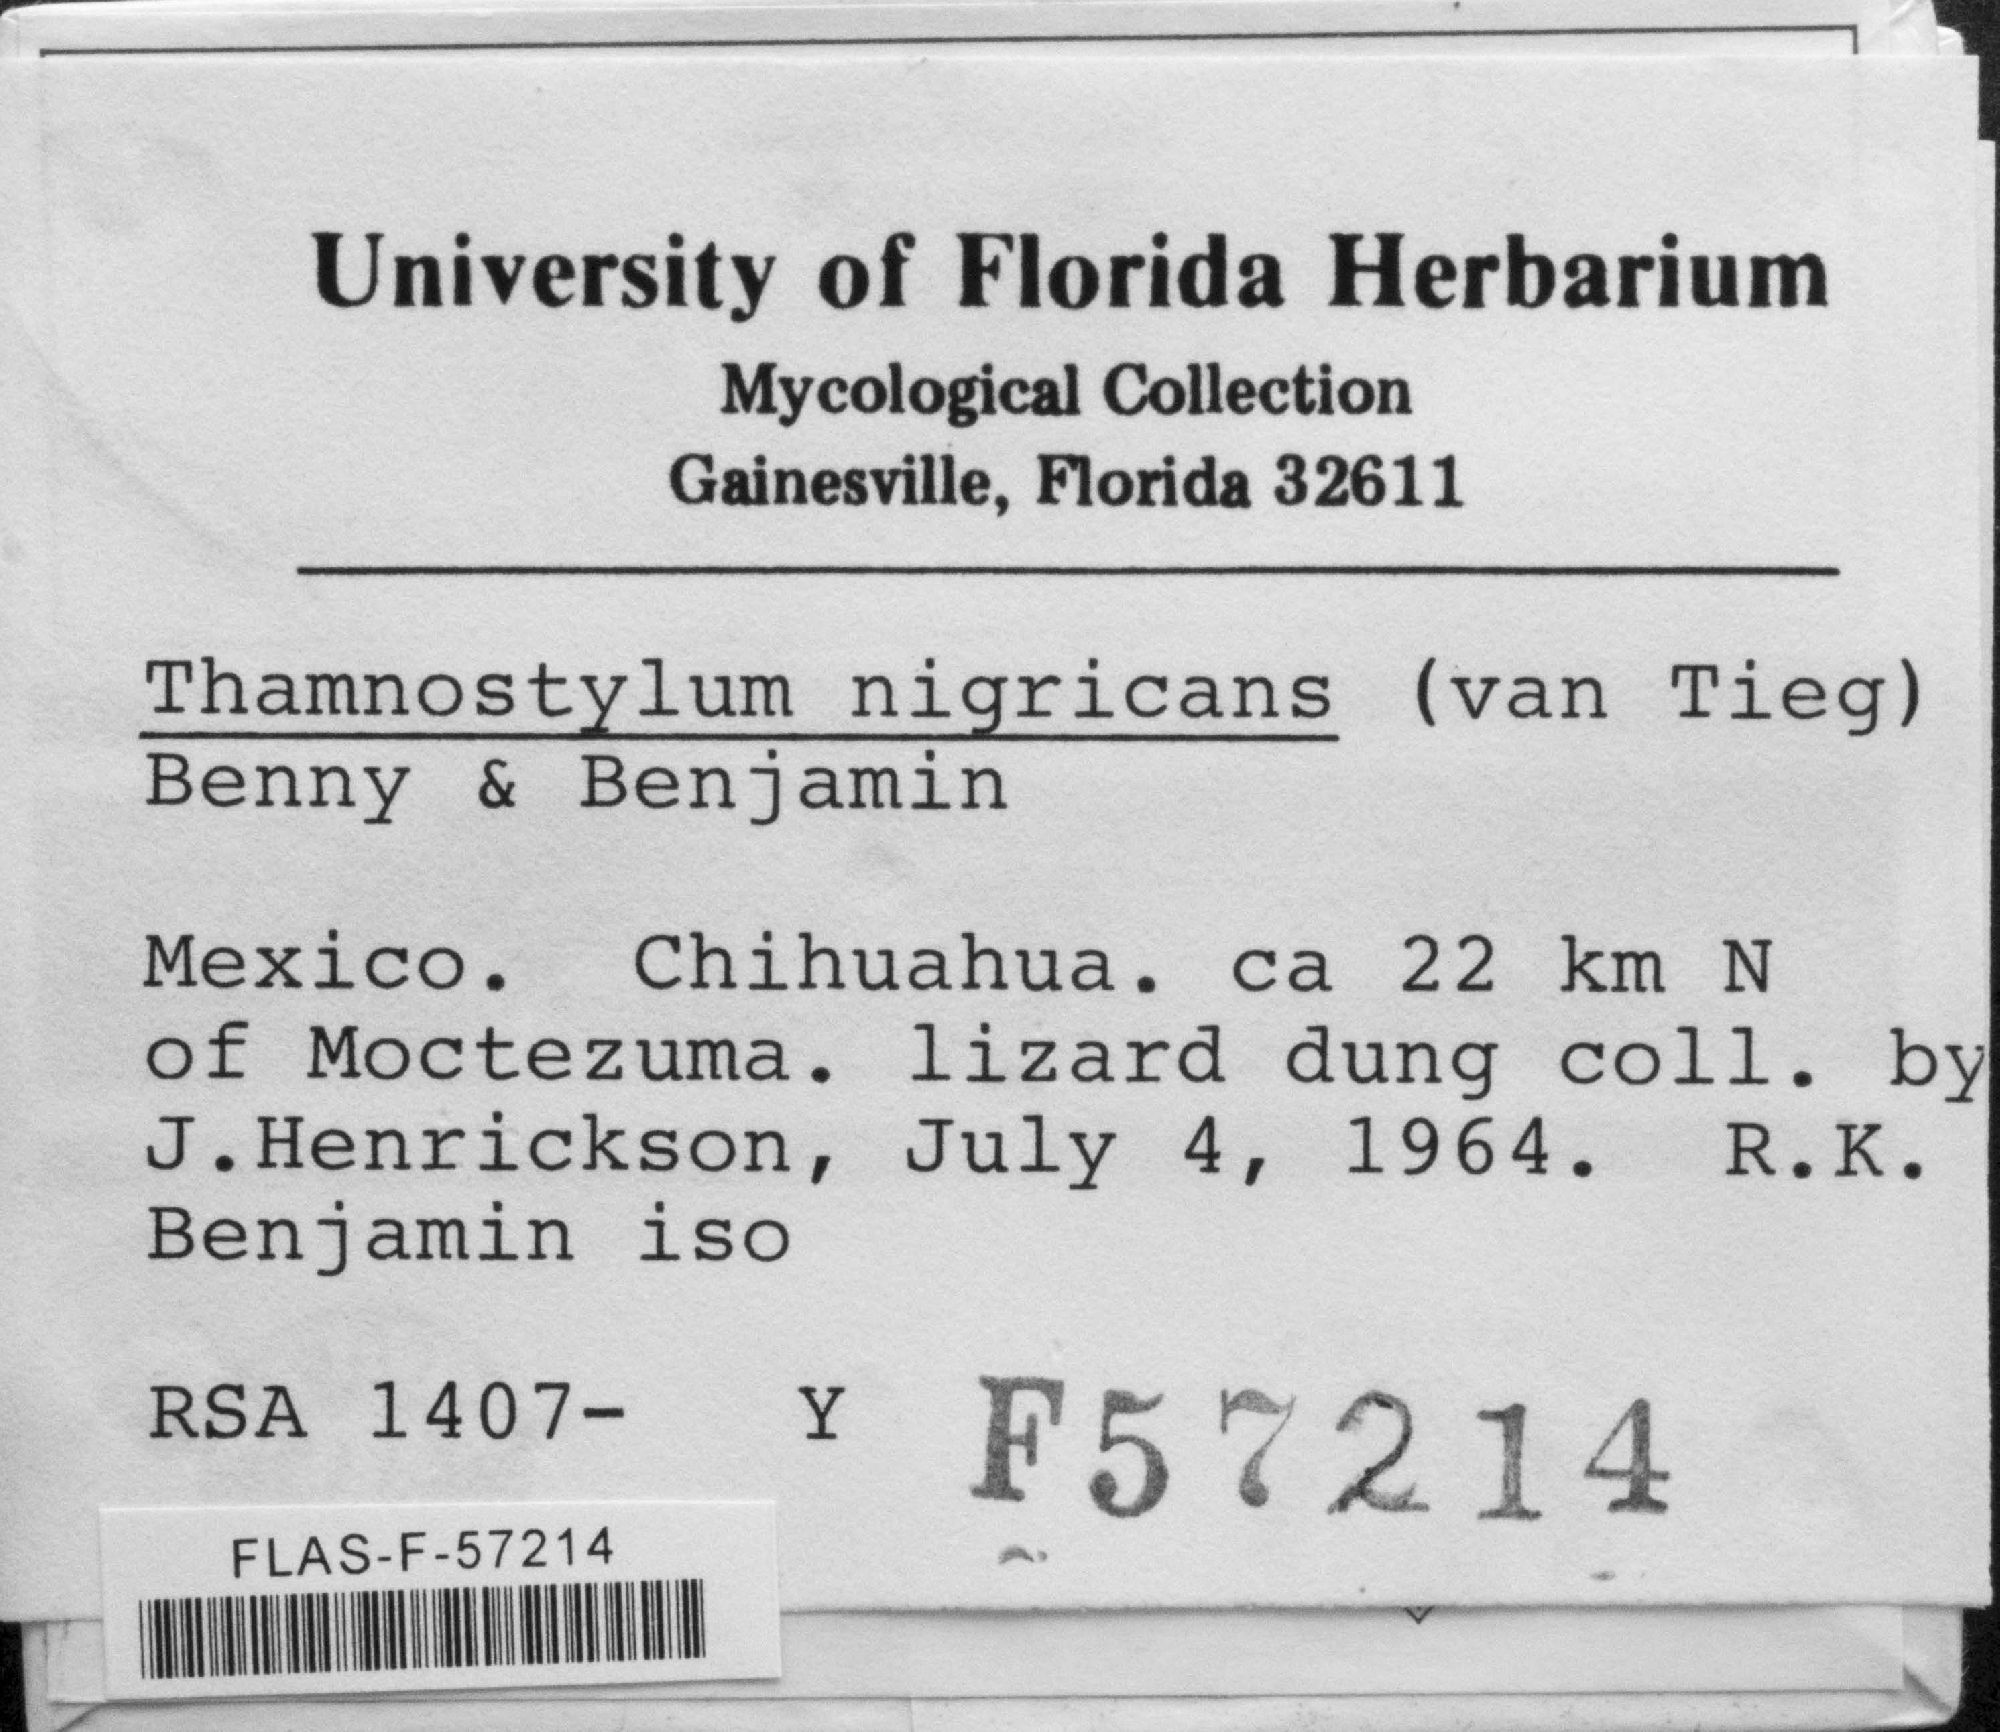 University of Florida Herbarium
Mycological Collection
Gainesville, Florida 32611
Thamnostylum nigricans (van Tieg)
Benny & Benjamin
Mexico. Chihuahua. ca 22 km N
of Moctezuma. lizard dung coll. by
J.Henrickson, July 4, 1964. R.K.
Benjamin iso
RSA 1407- Y F57214
FLAS-F-57214